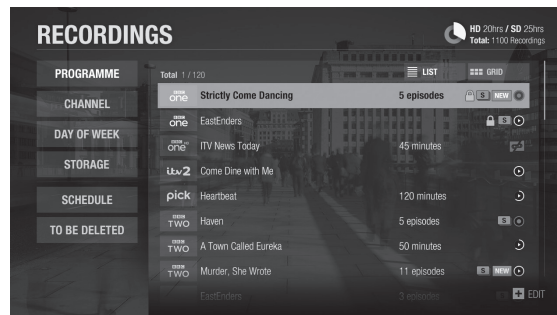 RECORDINGS
HD 20hrs / SD 25hrs
Total: 1100 Recordings
PROGRAMME
CHANNEL
DAY OF WEEK
STORAGE
SCHEDULE
TO BE DELETED
Total 1 / 120 LIST GRID
BBC one Strictly Come Dancing 5 episodes S NEW
BBC one EastEnders S
BBC one HD ITV News Today 45 minutes
itv2 Come Dine with Me
pick Heartbeat 120 minutes
BBC TWO Haven 5 episodes S
BBC TWO A Town Called Eureka 50 minutes
BBC TWO Murder, She Wrote 11 episodes S NEW
BBC TWO EastEnders 3 episodes
EDIT